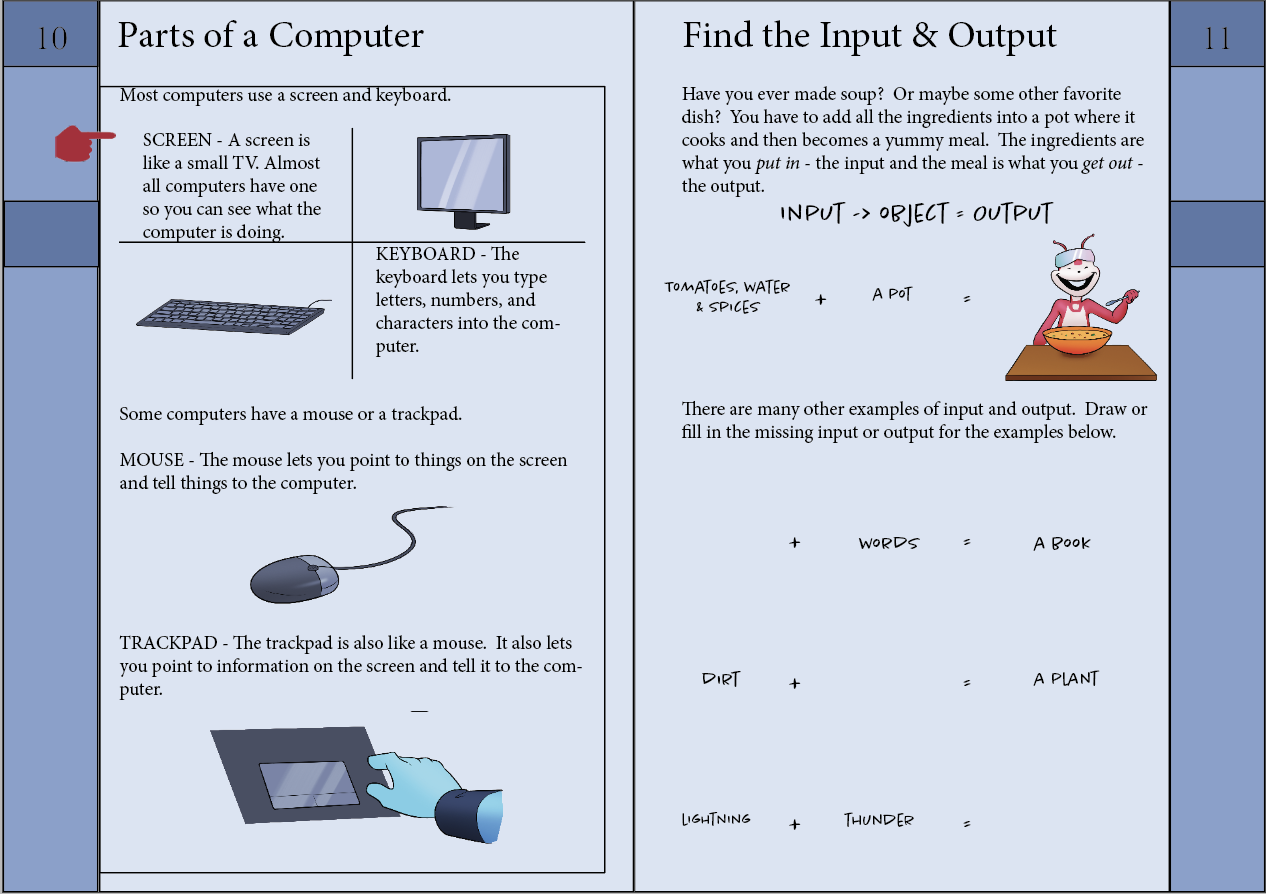 10
Parts of a Computer
Most computers use a screen and keyboard.
SCREEN - A screen is
like a small TV. Almost
all computers have one
so you can see what the
computer is doing.
KEYBOARD - The
keyboard lets you type
letters, numbers, and
characters into the com-
puter.
Some computers have a mouse or a trackpad.
MOUSE - The mouse lets you point to things on the screen
and tell things to the computer.
TRACKPAD - The trackpad is also like a mouse.  It also lets
you point to information on the screen and tell it to the com-
puter.
Find the Input & Output
11
Have you ever made soup?  Or maybe some other favorite
dish?  You have to add all the ingredients into a pot where it
cooks and then becomes a yummy meal.  The ingredients are
what you put in - the input and the meal is what you get out -
the output.
INPUT -> OBJECT = OUTPUT
TOMATOES, WATER
& SPICES
+ A POT =
There are many other examples of input and output.  Draw or
fill in the missing input or output for the examples below.
+ WORDS = A BOOK
DIRT + = A PLANT
LIGHTNING + THUNDER =